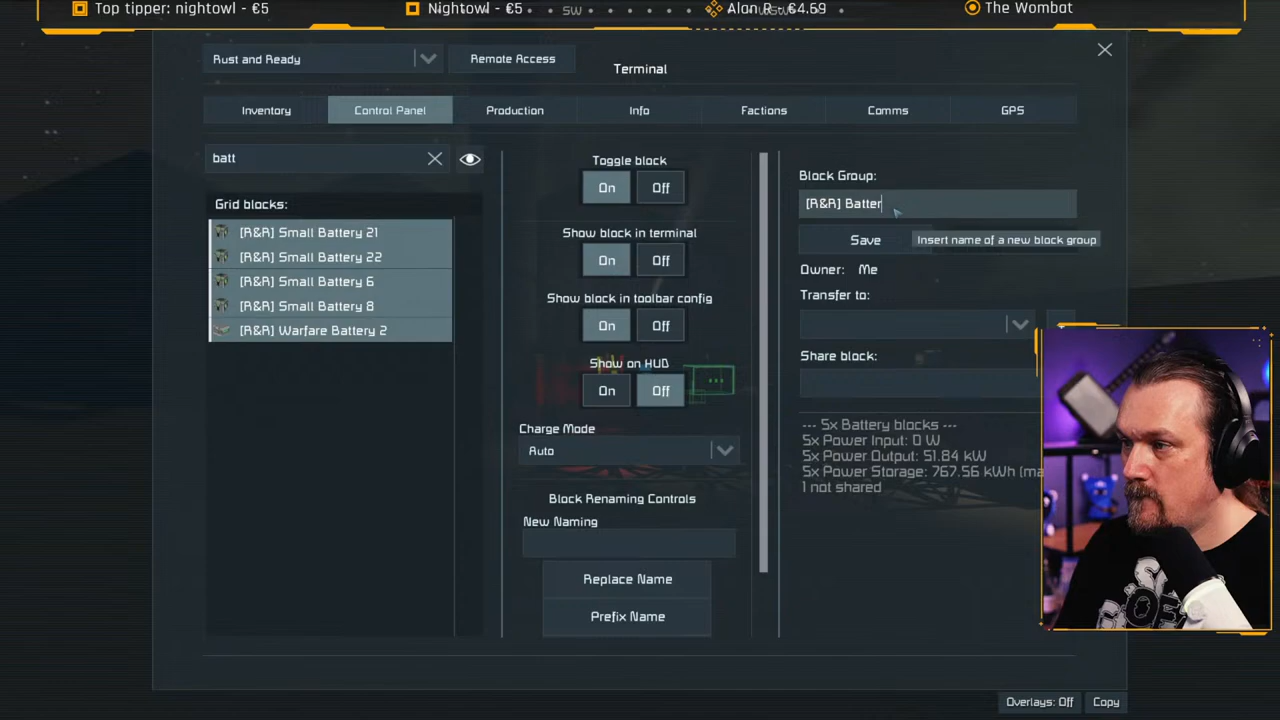 Top tipper: nightowl - €5
Nightowl - €5
SW
Alan R - €4.69
The Wombat
Rust and Ready
Remote Access
Terminal
Inventory
Control Panel
Production
Info
Factions
Comms
GPS
batt
Grid blocks:
[R&R] Small Battery 21
[R&R] Small Battery 22
[R&R] Small Battery 6
[R&R] Small Battery 8
[R&R] Warfare Battery 2
Toggle block
On Off
Show block in terminal
On Off
Show block in toolbar config
On Off
Show on HUD
On Off
Charge Mode
Auto
Block Renaming Controls
New Naming
Replace Name
Prefix Name
Block Group:
[R&R] Batter
Save
Insert name of a new block group
Owner: Me
Transfer to:
Share block:
--- 5x Battery blocks ---
5x Power Input: 0 W
5x Power Output: 51.84 kW
5x Power Storage: 767.56 kWh (ma
1 not shared
Overlays: Off
Copy